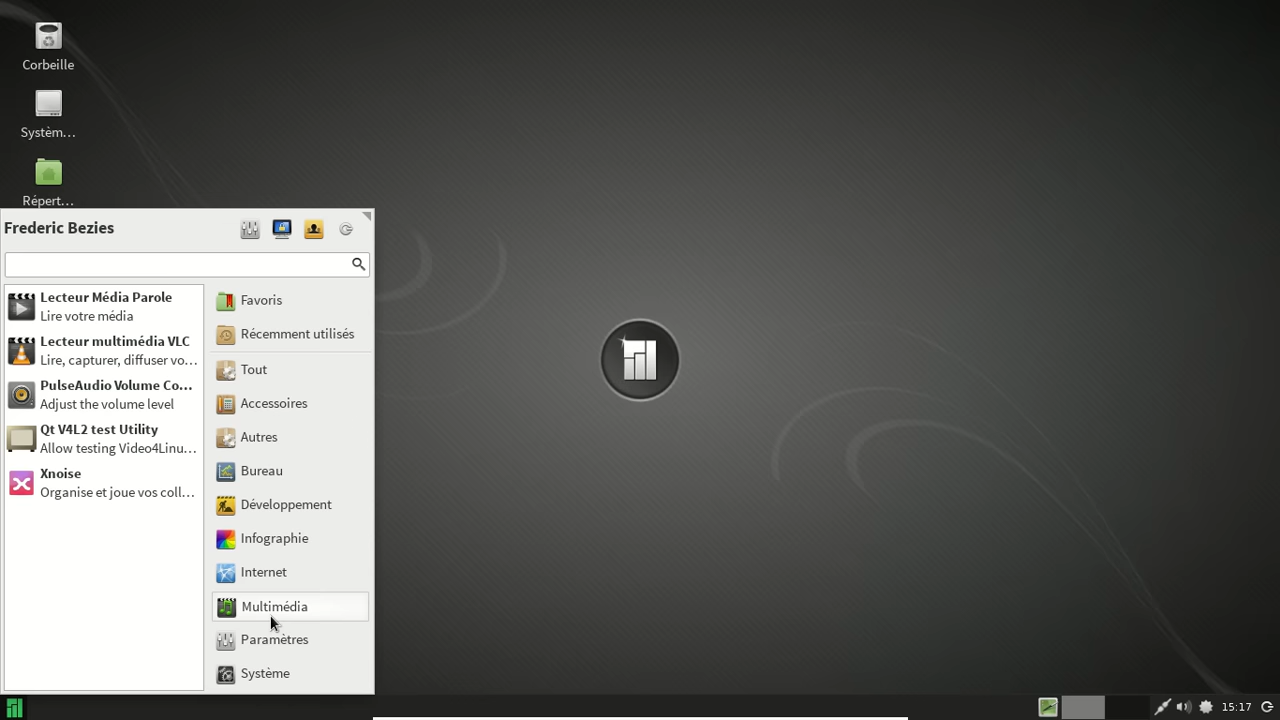 Corbeille
Systèm…
Répert…
Frederic Bezies
Lecteur Média Parole
Lire votre média
Lecteur multimédia VLC
Lire, capturer, diffuser vo…
PulseAudio Volume Co…
Adjust the volume level
Qt V4L2 test Utility
Allow testing Video4Linu…
Xnoise
Organise et joue vos coll…
Favoris
Récemment utilisés
Tout
Accessoires
Autres
Bureau
Développement
Infographie
Internet
Multimédia
Paramètres
Système
15:17